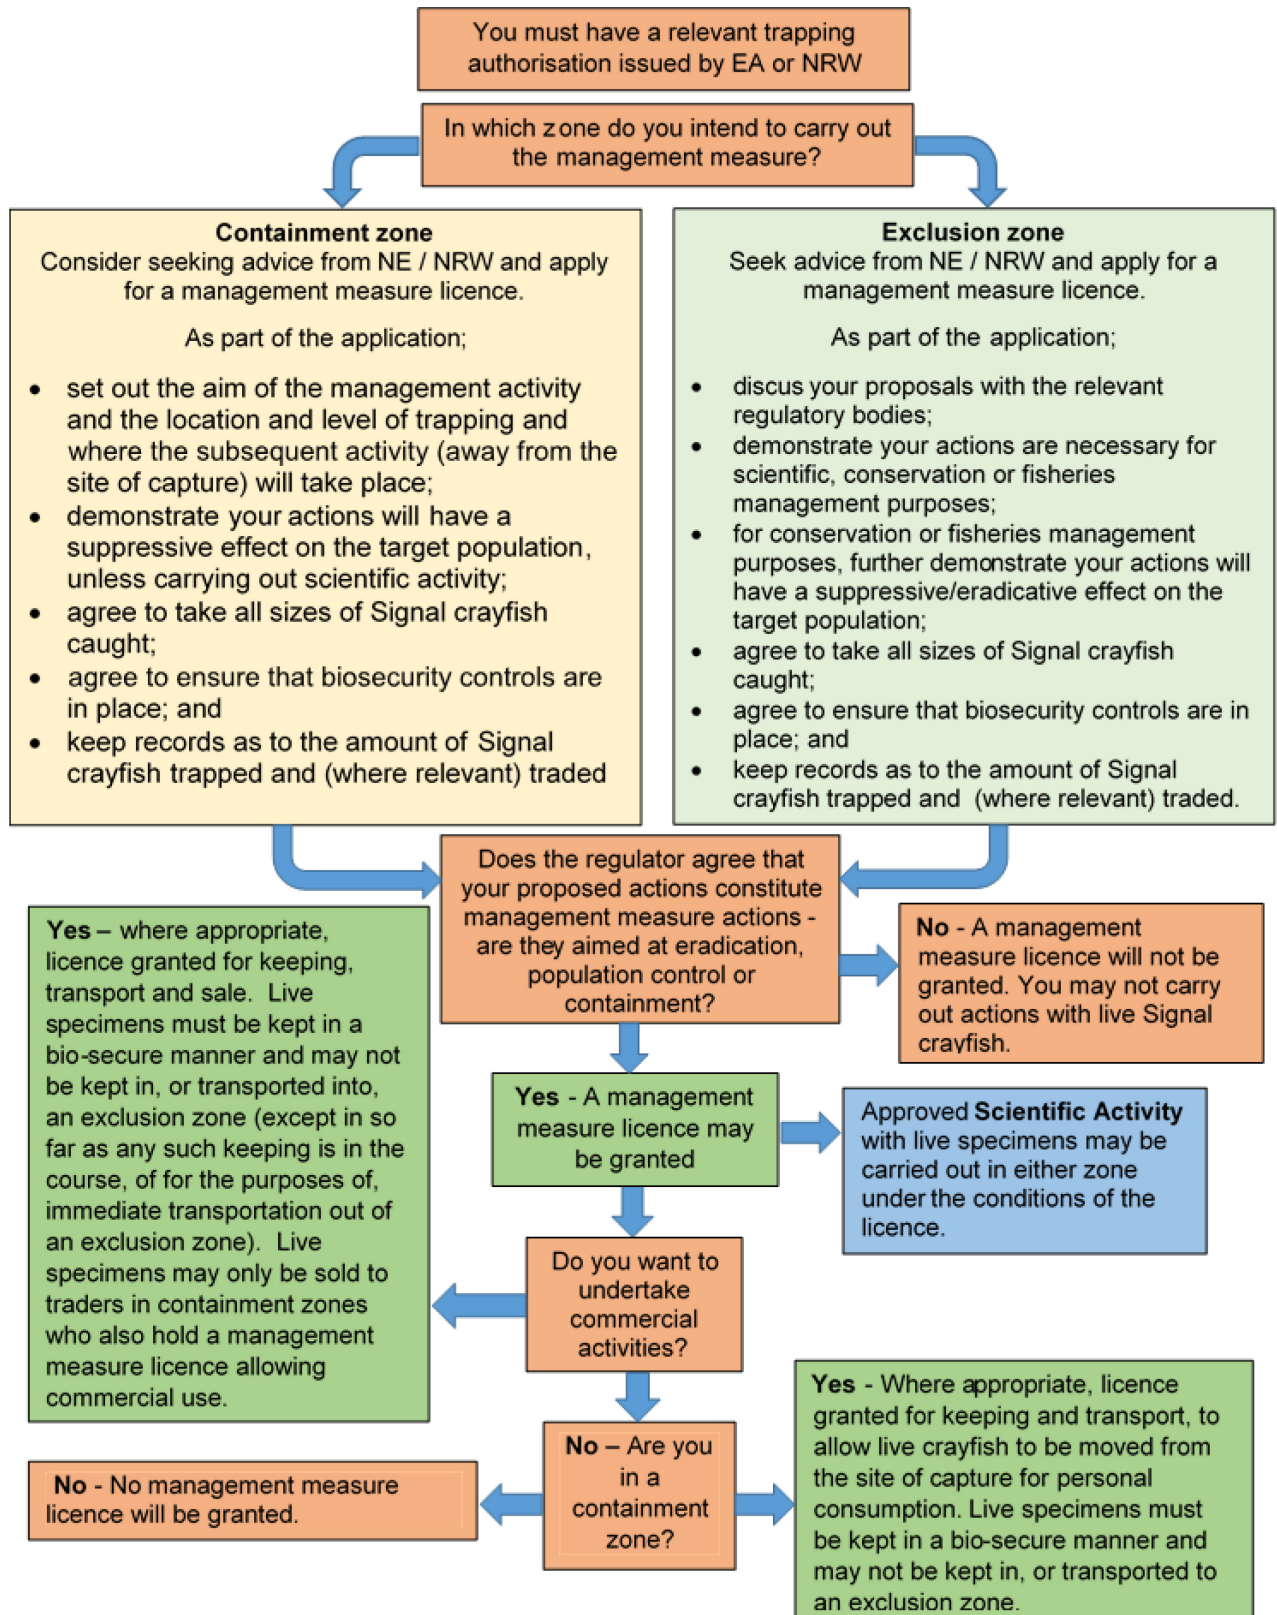 You must have a relevant trapping
authorisation issued by EA or NRW
In which zone do you intend to carry out
the management measure?
Containment zone
Consider seeking advice from NE / NRW and apply
for a management measure licence.
As part of the application;
• set out the aim of the management activity
and the location and level of trapping and
where the subsequent activity (away from the
site of capture) will take place;
• demonstrate your actions will have a
suppressive effect on the target population,
unless carrying out scientific activity;
• agree to take all sizes of Signal crayfish
caught;
• agree to ensure that biosecurity controls are
in place; and
• keep records as to the amount of Signal
crayfish trapped and (where relevant) traded
Exclusion zone
Seek advice from NE / NRW and apply for a
management measure licence.
As part of the application;
• discus your proposals with the relevant
regulatory bodies;
• demonstrate your actions are necessary for
scientific, conservation or fisheries
management purposes;
• for conservation or fisheries management
purposes, further demonstrate your actions will
have a suppressive/eradicative effect on the
target population;
• agree to take all sizes of Signal crayfish
caught;
• agree to ensure that biosecurity controls are in
place; and
• keep records as to the amount of Signal
crayfish trapped and (where relevant) traded.
Does the regulator agree that
your proposed actions constitute
management measure actions -
are they aimed at eradication,
population control or
containment?
No - A management
measure licence will not be
granted. You may not carry
out actions with live Signal
crayfish.
Yes - A management
measure licence may
be granted
Approved Scientific Activity
with live specimens may be
carried out in either zone
under the conditions of the
licence.
Do you want to
undertake
commercial
activities?
Yes – where appropriate,
licence granted for keeping,
transport and sale. Live
specimens must be kept in a
bio-secure manner and may not
be kept in, or transported into,
an exclusion zone (except in so
far as any such keeping is in the
course, of for the purposes of,
immediate transportation out of
an exclusion zone). Live
specimens may only be sold to
traders in containment zones
who also hold a management
measure licence allowing
commercial use.
No – Are you
in a
containment
zone?
No - No management measure
licence will be granted.
Yes - Where appropriate, licence
granted for keeping and transport, to
allow live crayfish to be moved from
the site of capture for personal
consumption. Live specimens must
be kept in a bio-secure manner and
may not be kept in, or transported to
an exclusion zone.